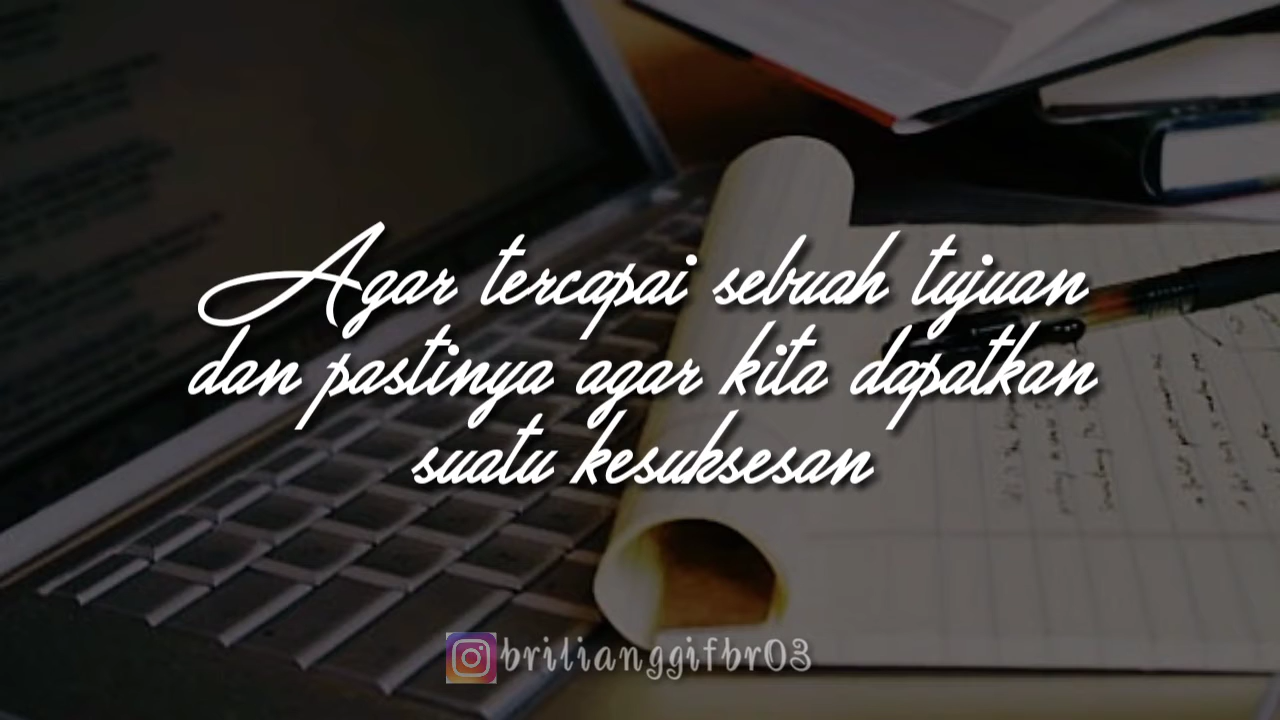 Agar tercapai sebuah tujuan
dan pastinya agar kita dapatkan
suatu kesuksesan
brilianggifbr03